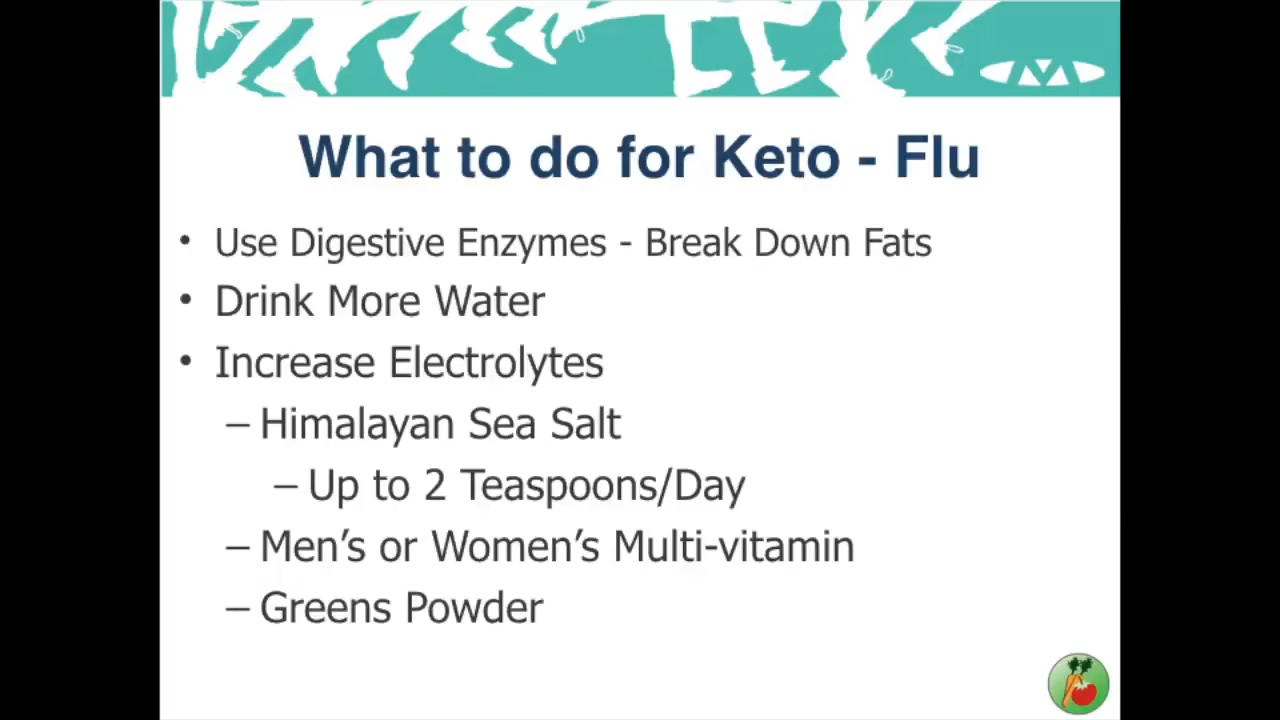 What to do for Keto - Flu
• Use Digestive Enzymes - Break Down Fats
• Drink More Water
• Increase Electrolytes
– Himalayan Sea Salt
– Up to 2 Teaspoons/Day
– Men’s or Women’s Multi-vitamin
– Greens Powder